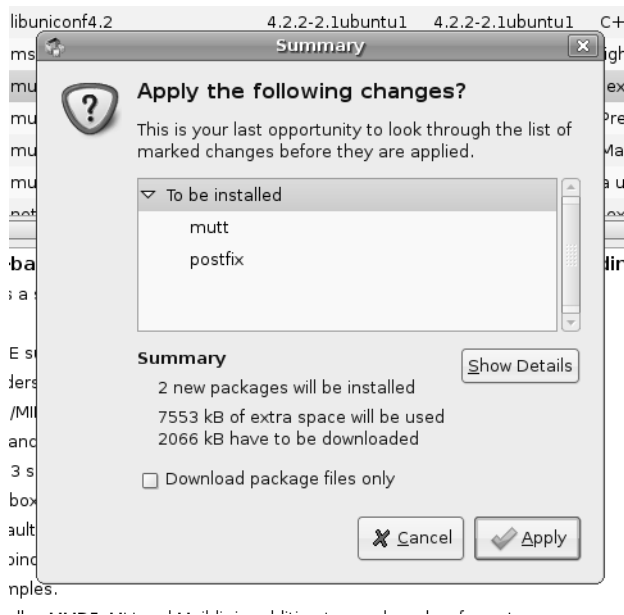 libuniconf4.2 4.2.2-2.1ubuntu1 4.2.2-2.1ubuntu1 C+
Summary
Apply the following changes?
This is your last opportunity to look through the list of
marked changes before they are applied.
To be installed
mutt
postfix
Summary
Show Details
2 new packages will be installed
7553 kB of extra space will be used
2066 kB have to be downloaded
Download package files only
Cancel
Apply